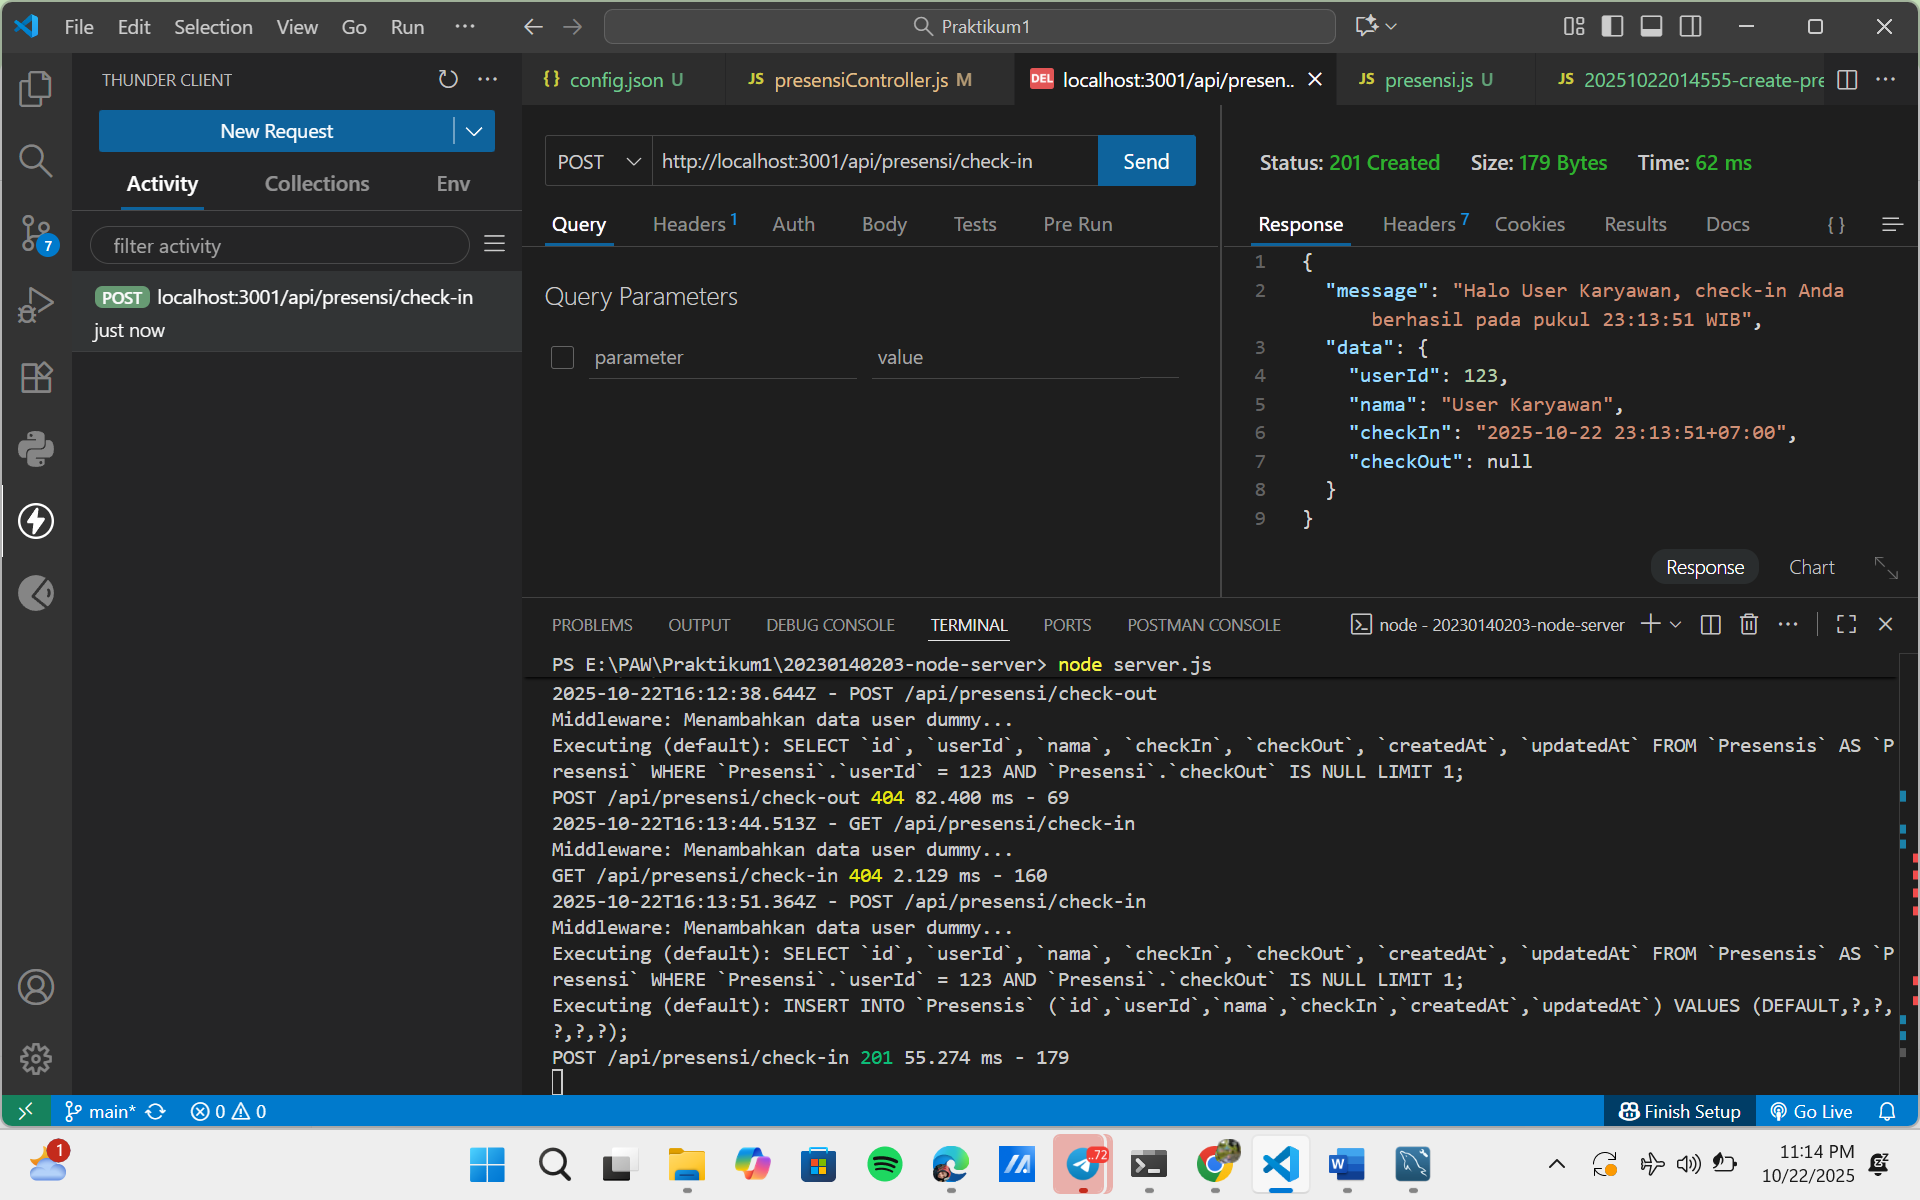 File Edit Selection View Go Run ···
Praktikum1
THUNDER CLIENT
New Request
Activity Collections Env
filter activity
POST localhost:3001/api/presensi/check-in
just now
7
{} config.json U
JS presensiController.js M
DEL localhost:3001/api/presen..
JS presensi.js U
JS 20251022014555-create-pre
POST http://localhost:3001/api/presensi/check-in Send
Query Headers 1 Auth Body Tests Pre Run
Query Parameters
parameter value
Status: 201 Created Size: 179 Bytes Time: 62 ms
Response Headers 7 Cookies Results Docs { }
1 {
2 "message": "Halo User Karyawan, check-in Anda
berhasil pada pukul 23:13:51 WIB",
3 "data": {
4 "userId": 123,
5 "nama": "User Karyawan",
6 "checkIn": "2025-10-22 23:13:51+07:00",
7 "checkOut": null
8 }
9 }
Response Chart
PROBLEMS OUTPUT DEBUG CONSOLE TERMINAL PORTS POSTMAN CONSOLE
node - 20230140203-node-server
PS E:\PAW\Praktikum1\20230140203-node-server> node server.js
2025-10-22T16:12:38.644Z - POST /api/presensi/check-out
Middleware: Menambahkan data user dummy...
Executing (default): SELECT `id`, `userId`, `nama`, `checkIn`, `checkOut`, `createdAt`, `updatedAt` FROM `Presensis` AS `P
resensi` WHERE `Presensi`.`userId` = 123 AND `Presensi`.`checkOut` IS NULL LIMIT 1;
POST /api/presensi/check-out 404 82.400 ms - 69
2025-10-22T16:13:44.513Z - GET /api/presensi/check-in
Middleware: Menambahkan data user dummy...
GET /api/presensi/check-in 404 2.129 ms - 160
2025-10-22T16:13:51.364Z - POST /api/presensi/check-in
Middleware: Menambahkan data user dummy...
Executing (default): SELECT `id`, `userId`, `nama`, `checkIn`, `checkOut`, `createdAt`, `updatedAt` FROM `Presensis` AS `P
resensi` WHERE `Presensi`.`userId` = 123 AND `Presensi`.`checkOut` IS NULL LIMIT 1;
Executing (default): INSERT INTO `Presensis` (`id`,`userId`,`nama`,`checkIn`,`createdAt`,`updatedAt`) VALUES (DEFAULT,?,?,
?,?,?);
POST /api/presensi/check-in 201 55.274 ms - 179
main* 0 0
Finish Setup Go Live
1
..72
W
11:14 PM
10/22/2025